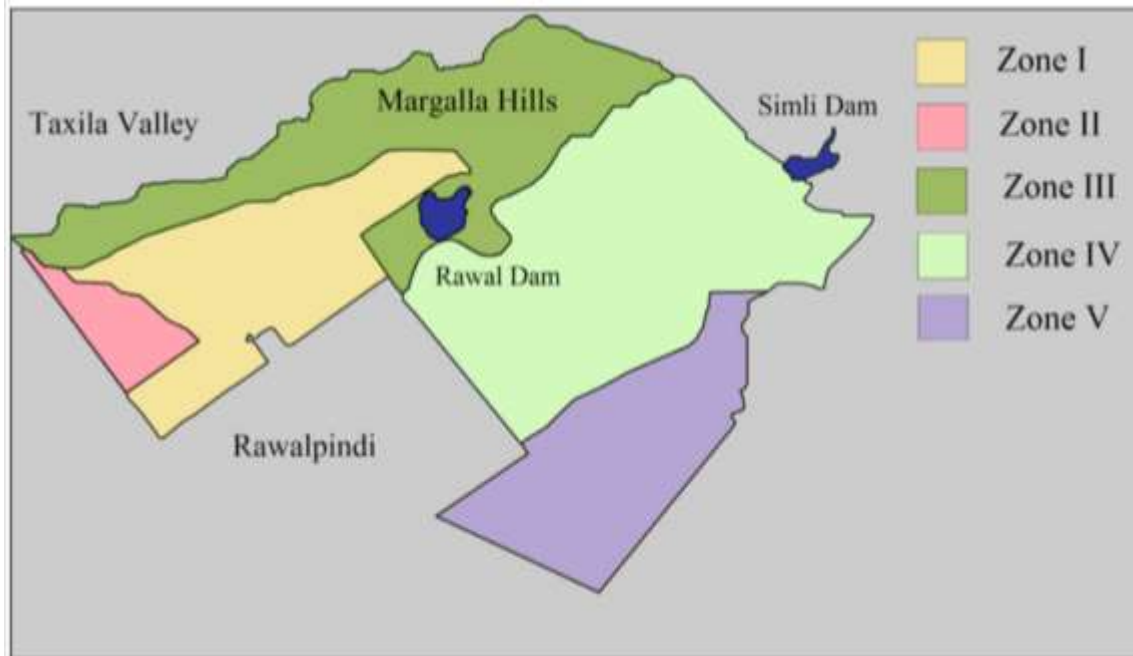 Taxila Valley
Margalla Hills
Simli Dam
Rawal Dam
Rawalpindi
Zone I
Zone II
Zone III
Zone IV
Zone V